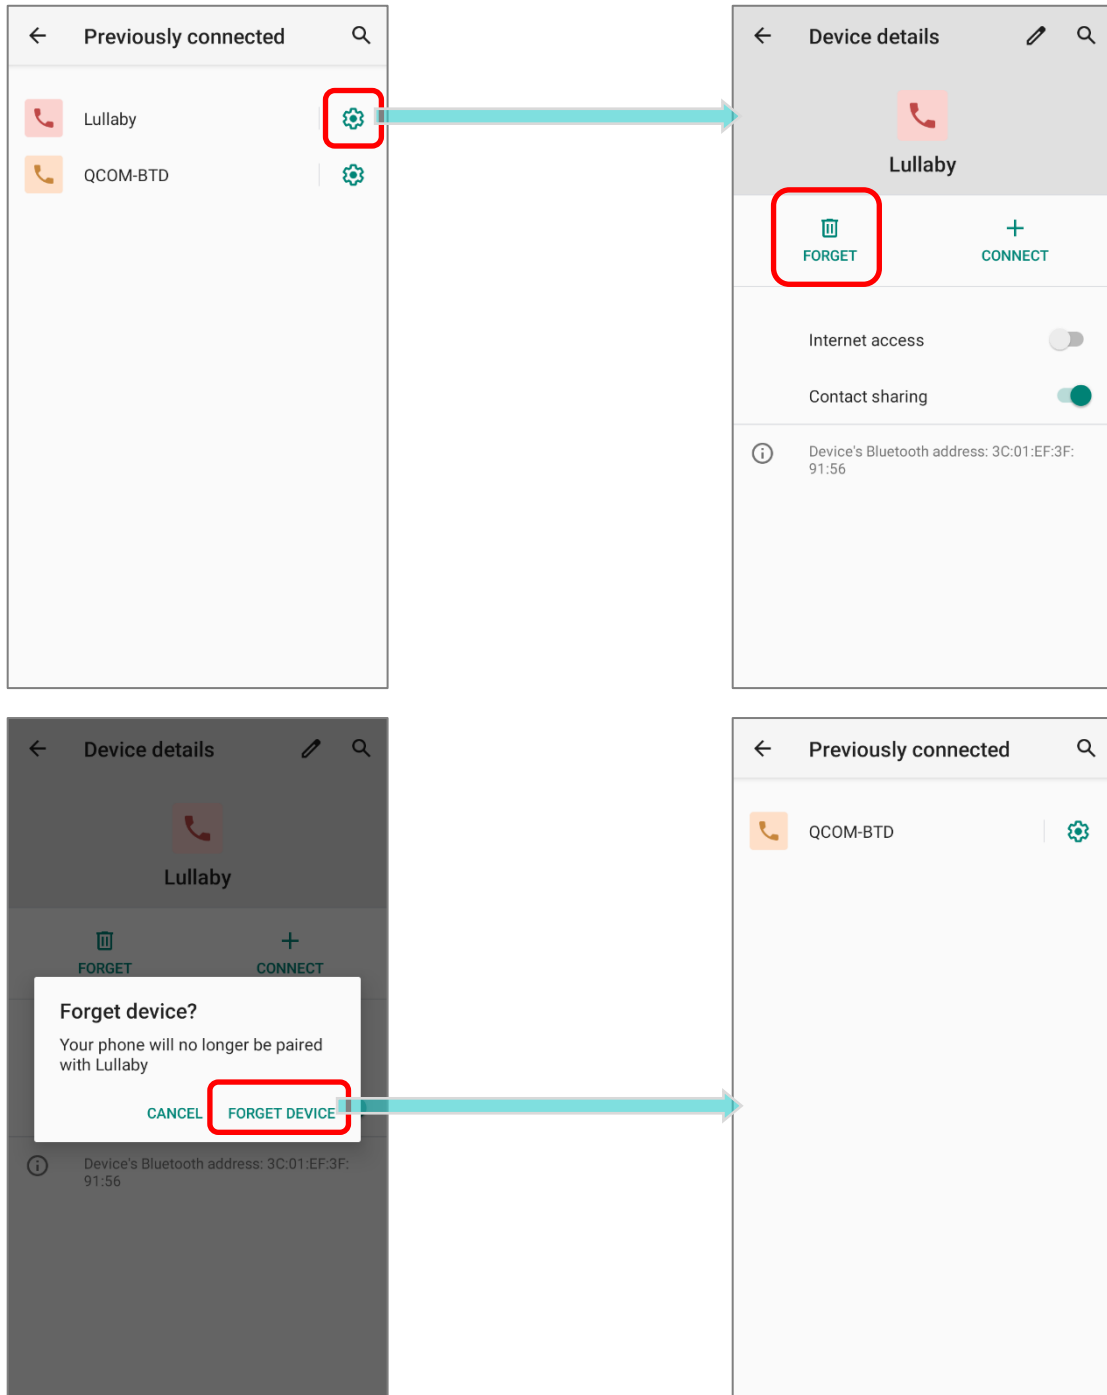 Previously connected
Lullaby
QCOM-BTD
Device details
Lullaby
FORGET
CONNECT
Internet access
Contact sharing
Device's Bluetooth address: 3C:01:EF:3F:
91:56
Device details
Lullaby
FORGET
CONNECT
Forget device?
Your phone will no longer be paired
with Lullaby
CANCEL
FORGET DEVICE
Device's Bluetooth address: 3C:01:EF:3F:
91:56
Previously connected
QCOM-BTD